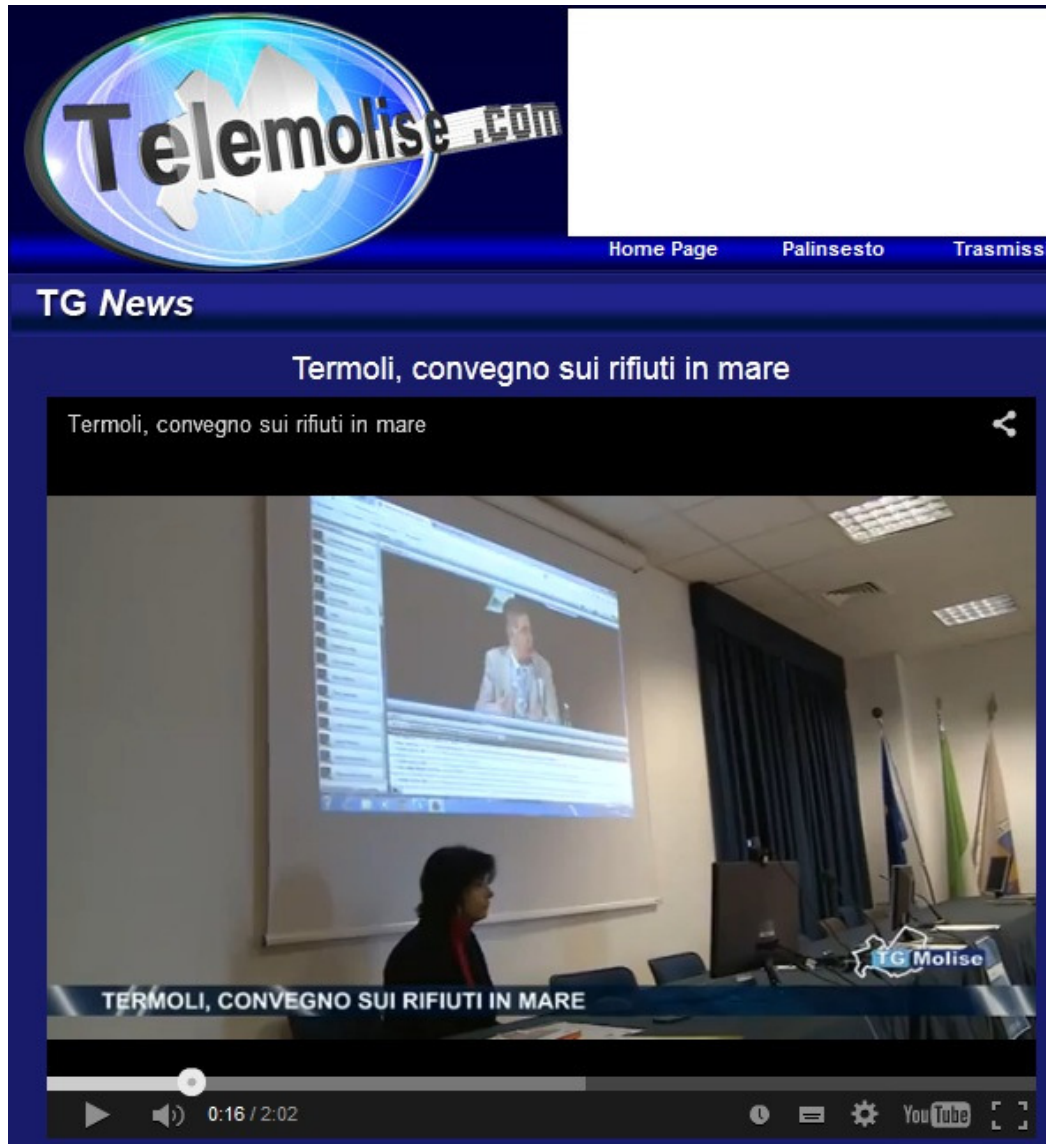 Telemolise .com
Home Page Palinsesto Trasmiss
TG News
Termoli, convegno sui rifiuti in mare
Termoli, convegno sui rifiuti in mare
TG Molise
TERMOLI, CONVEGNO SUI RIFIUTI IN MARE
0:16 / 2:02
YouTube